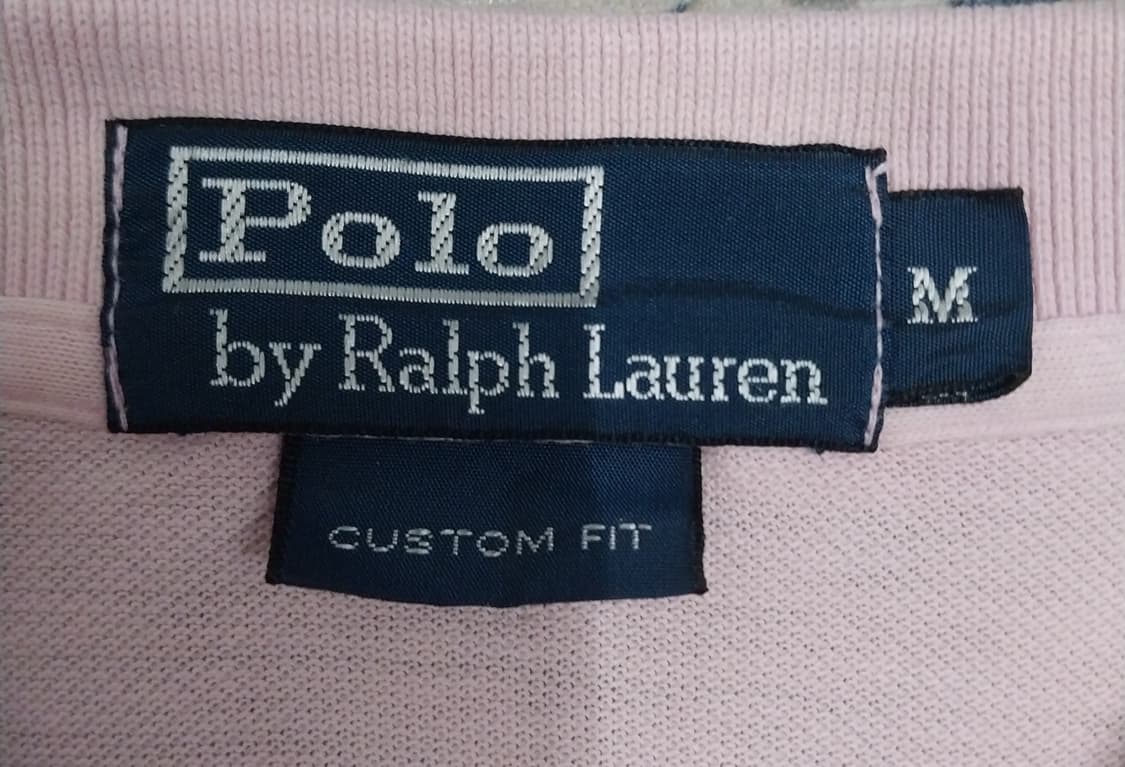 Polo
by Ralph Lauren
M
CUSTOM FIT